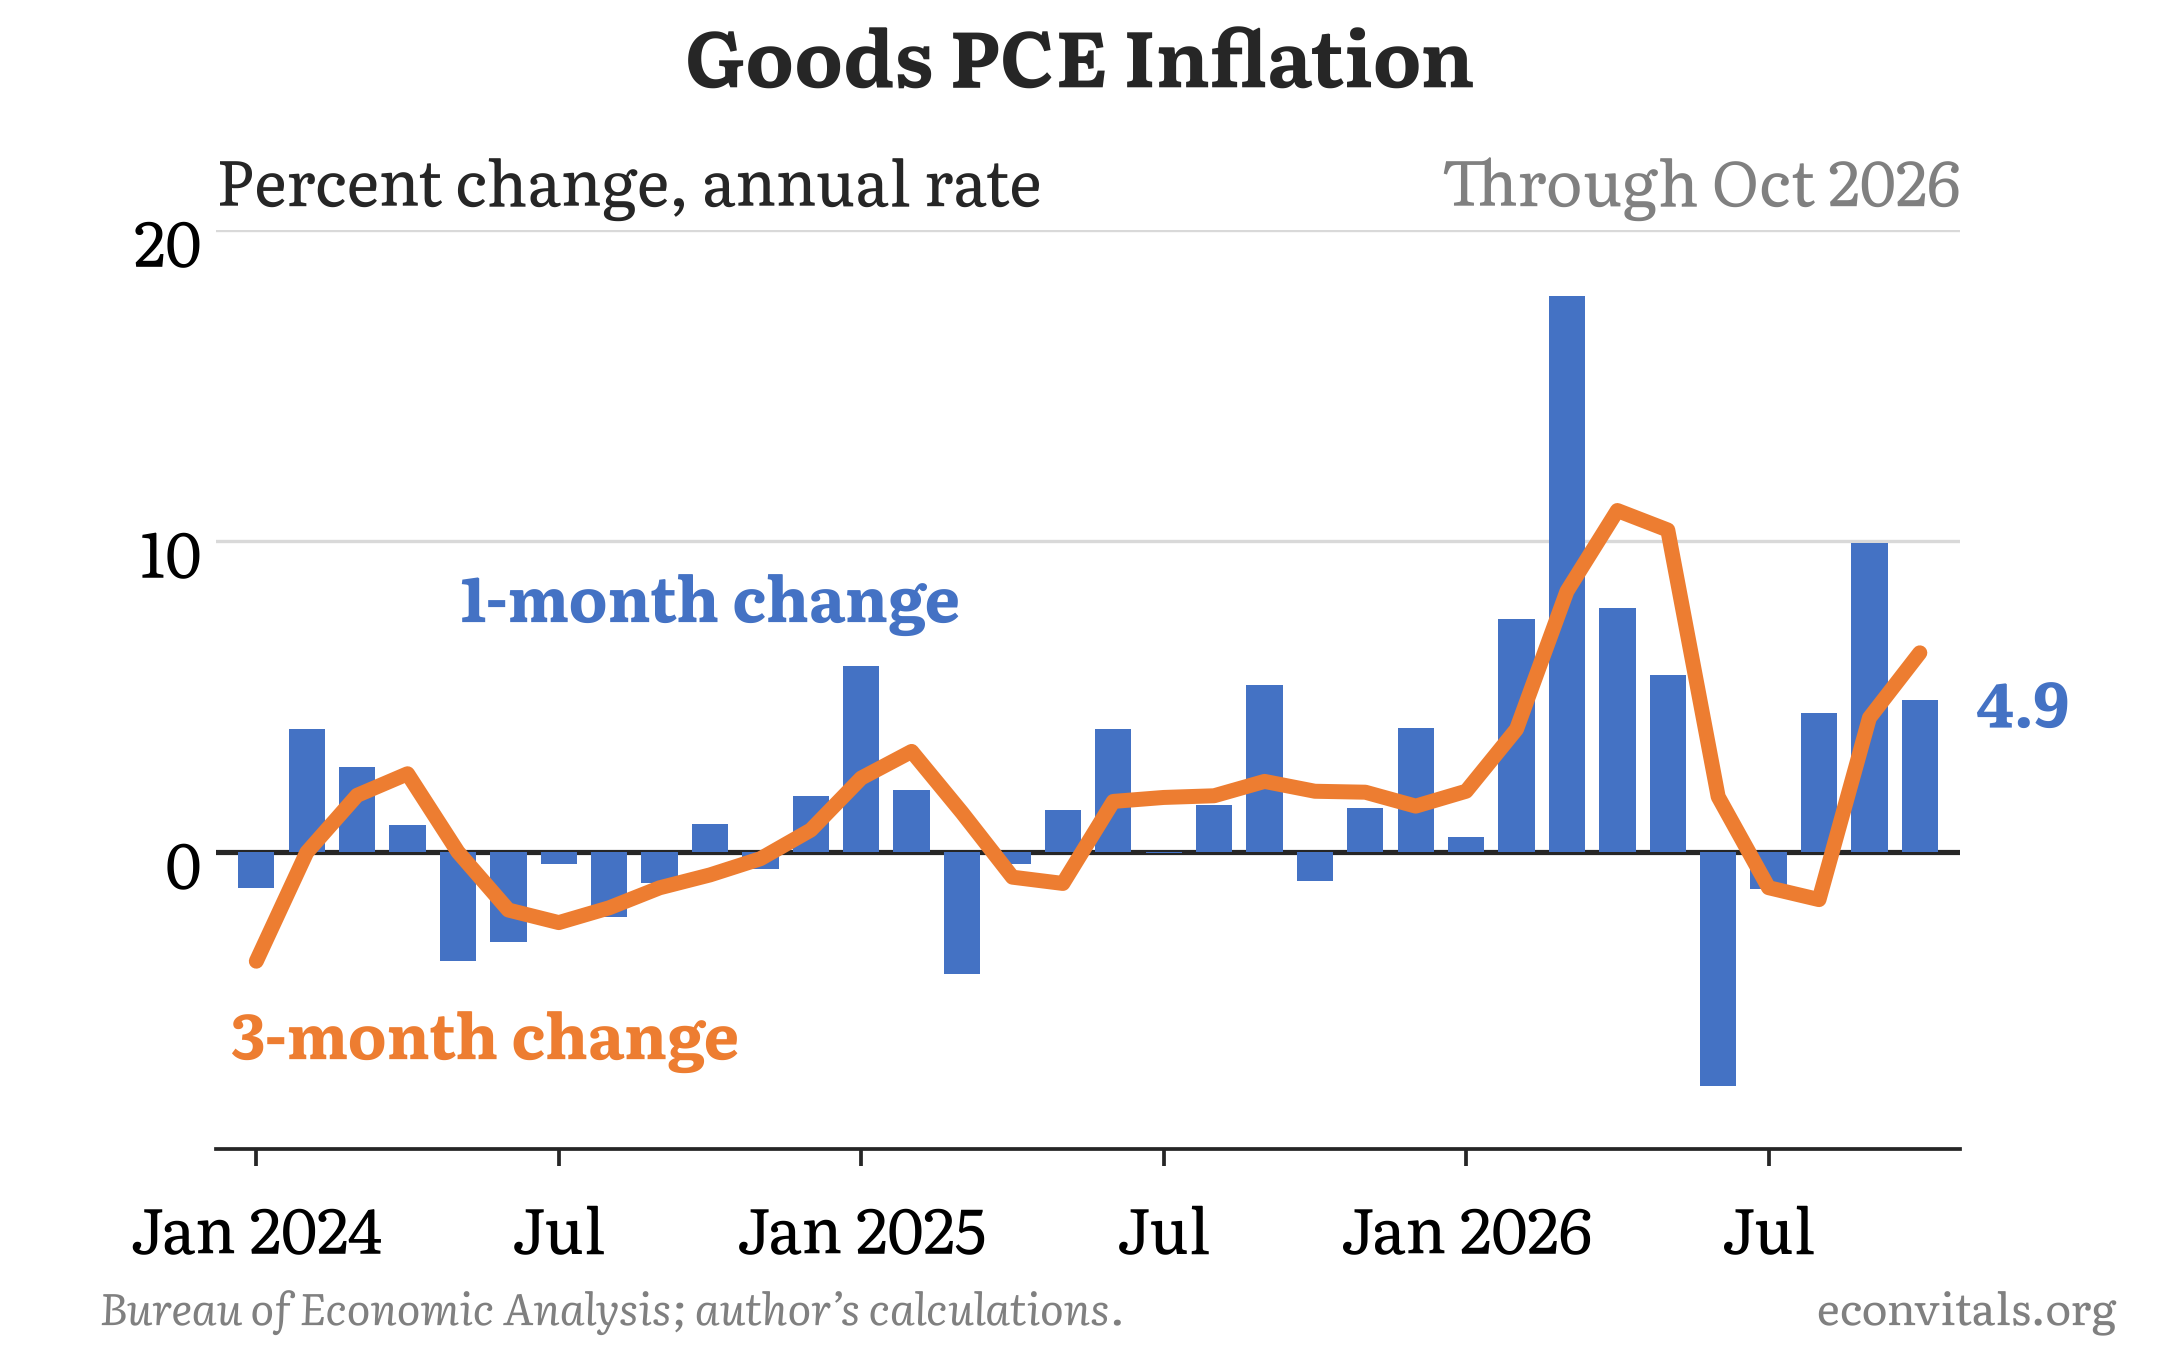 Goods PCE Inflation
Percent change, annual rate
Through Oct 2026
20
10
0
1-month change
4.9
3-month change
Jan 2024 Jul Jan 2025 Jul Jan 2026 Jul
Bureau of Economic Analysis; author’s calculations.
econvitals.org